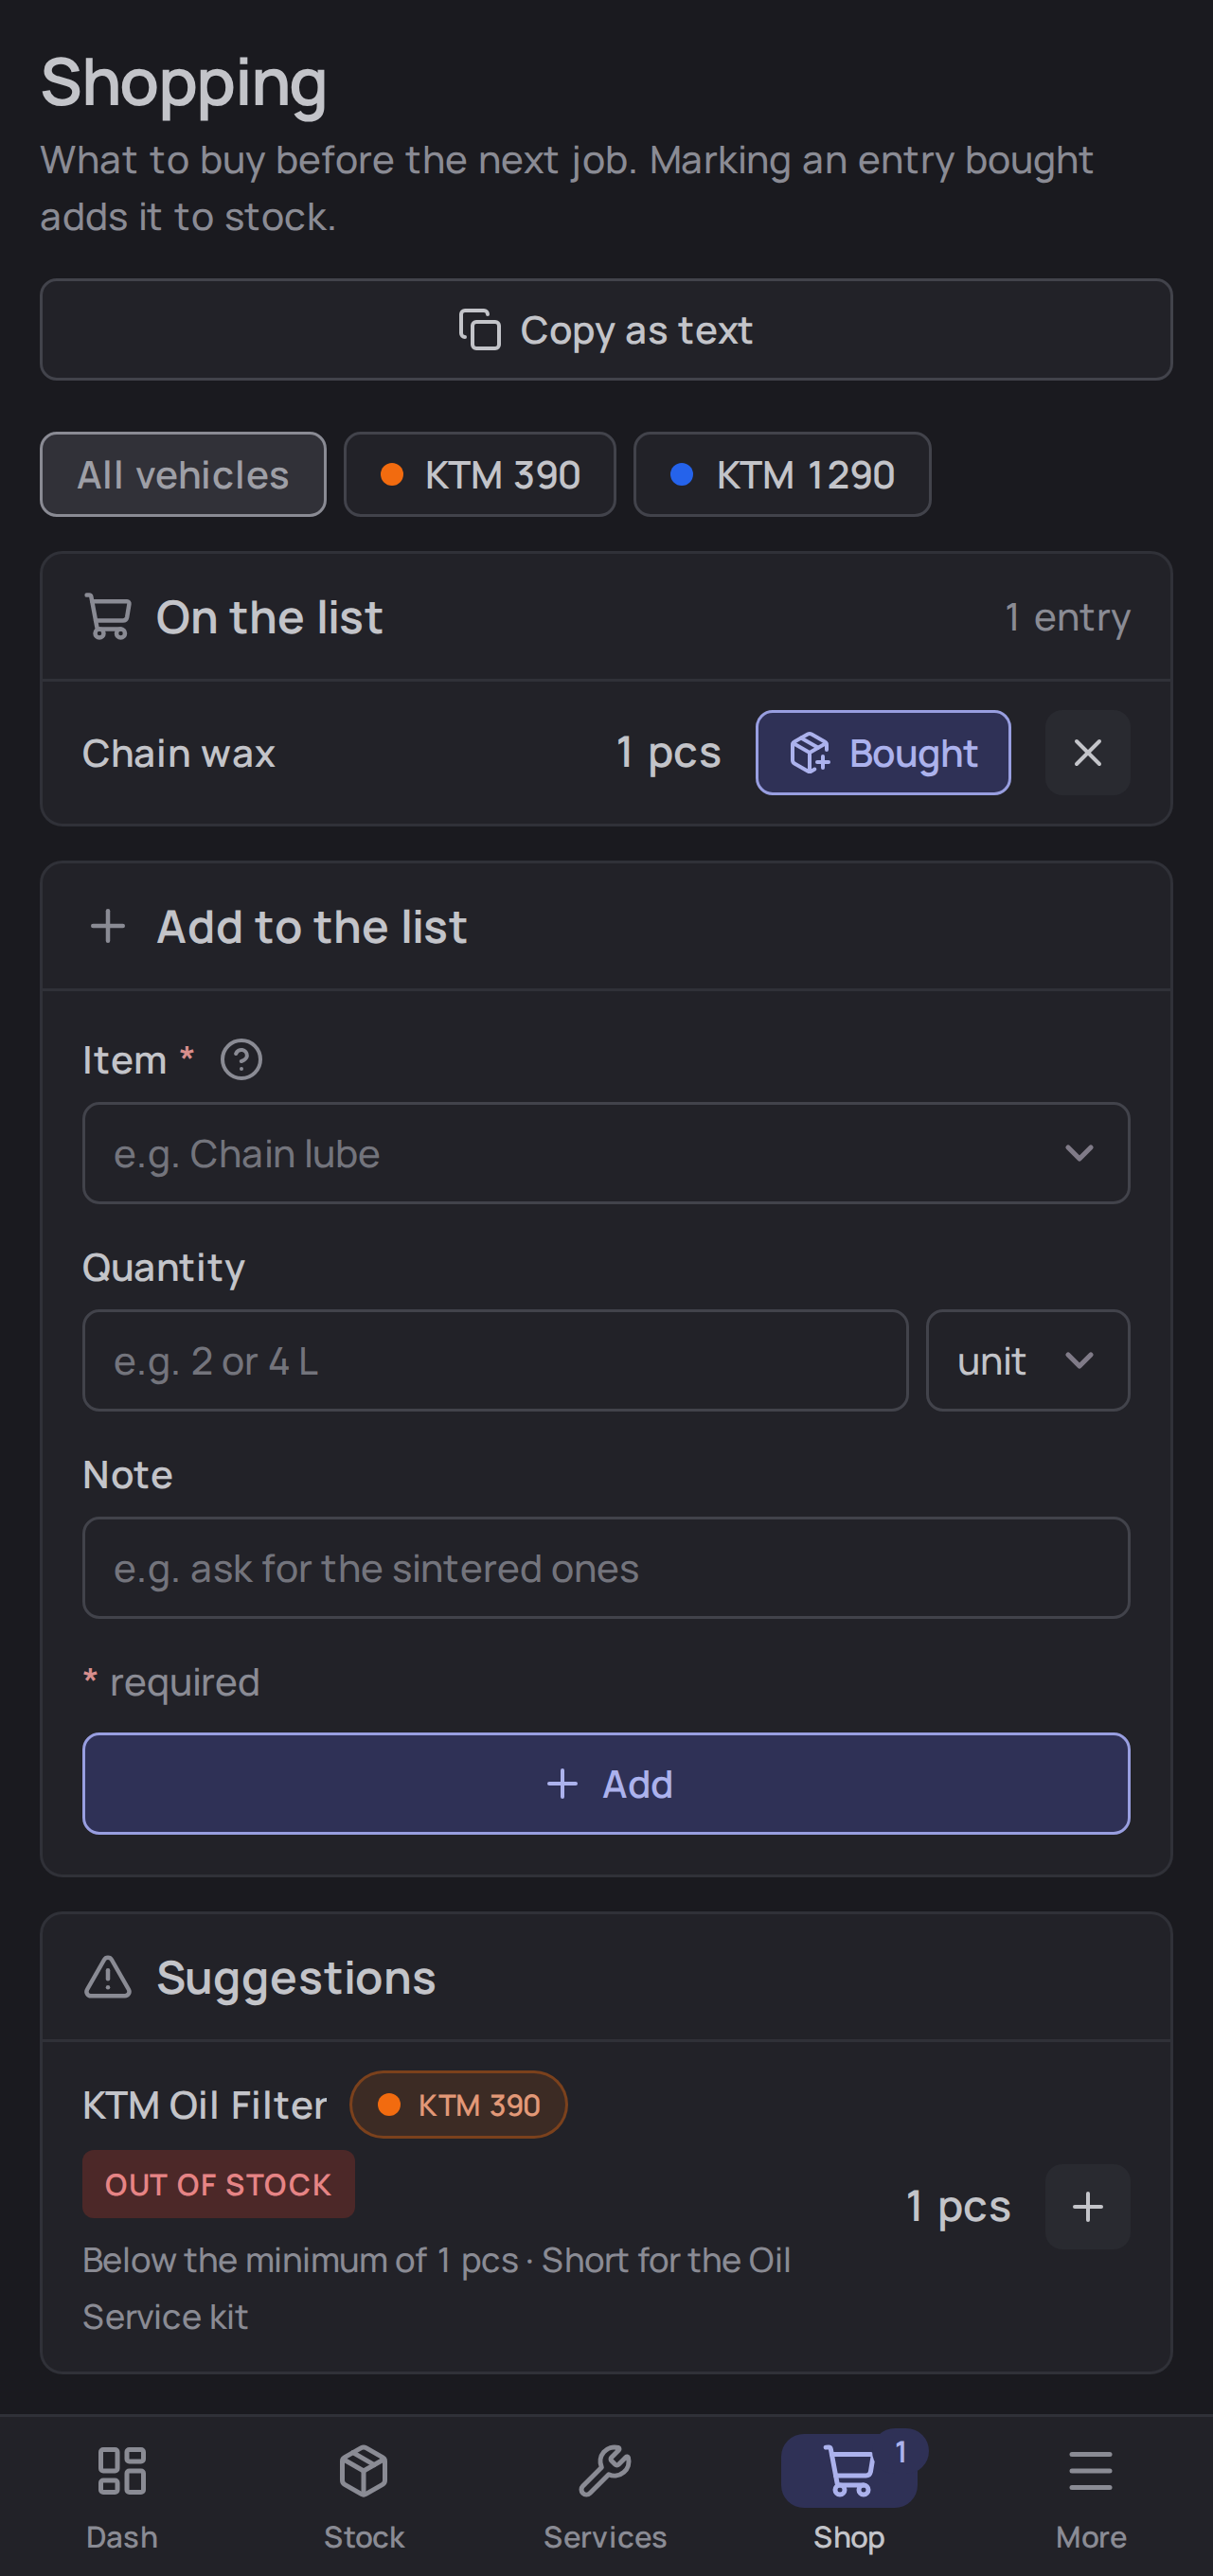 Shopping
What to buy before the next job. Marking an entry bought
adds it to stock.
Copy as text
All vehicles KTM 390 KTM 1290
On the list 1 entry
Chain wax 1 pcs Bought
Add to the list
Item *
e.g. Chain lube
Quantity
e.g. 2 or 4 L unit
Note
e.g. ask for the sintered ones
* required
Add
Suggestions
KTM Oil Filter KTM 390
OUT OF STOCK
1 pcs
Below the minimum of 1 pcs · Short for the Oil
Service kit
1
Dash Stock Services Shop More